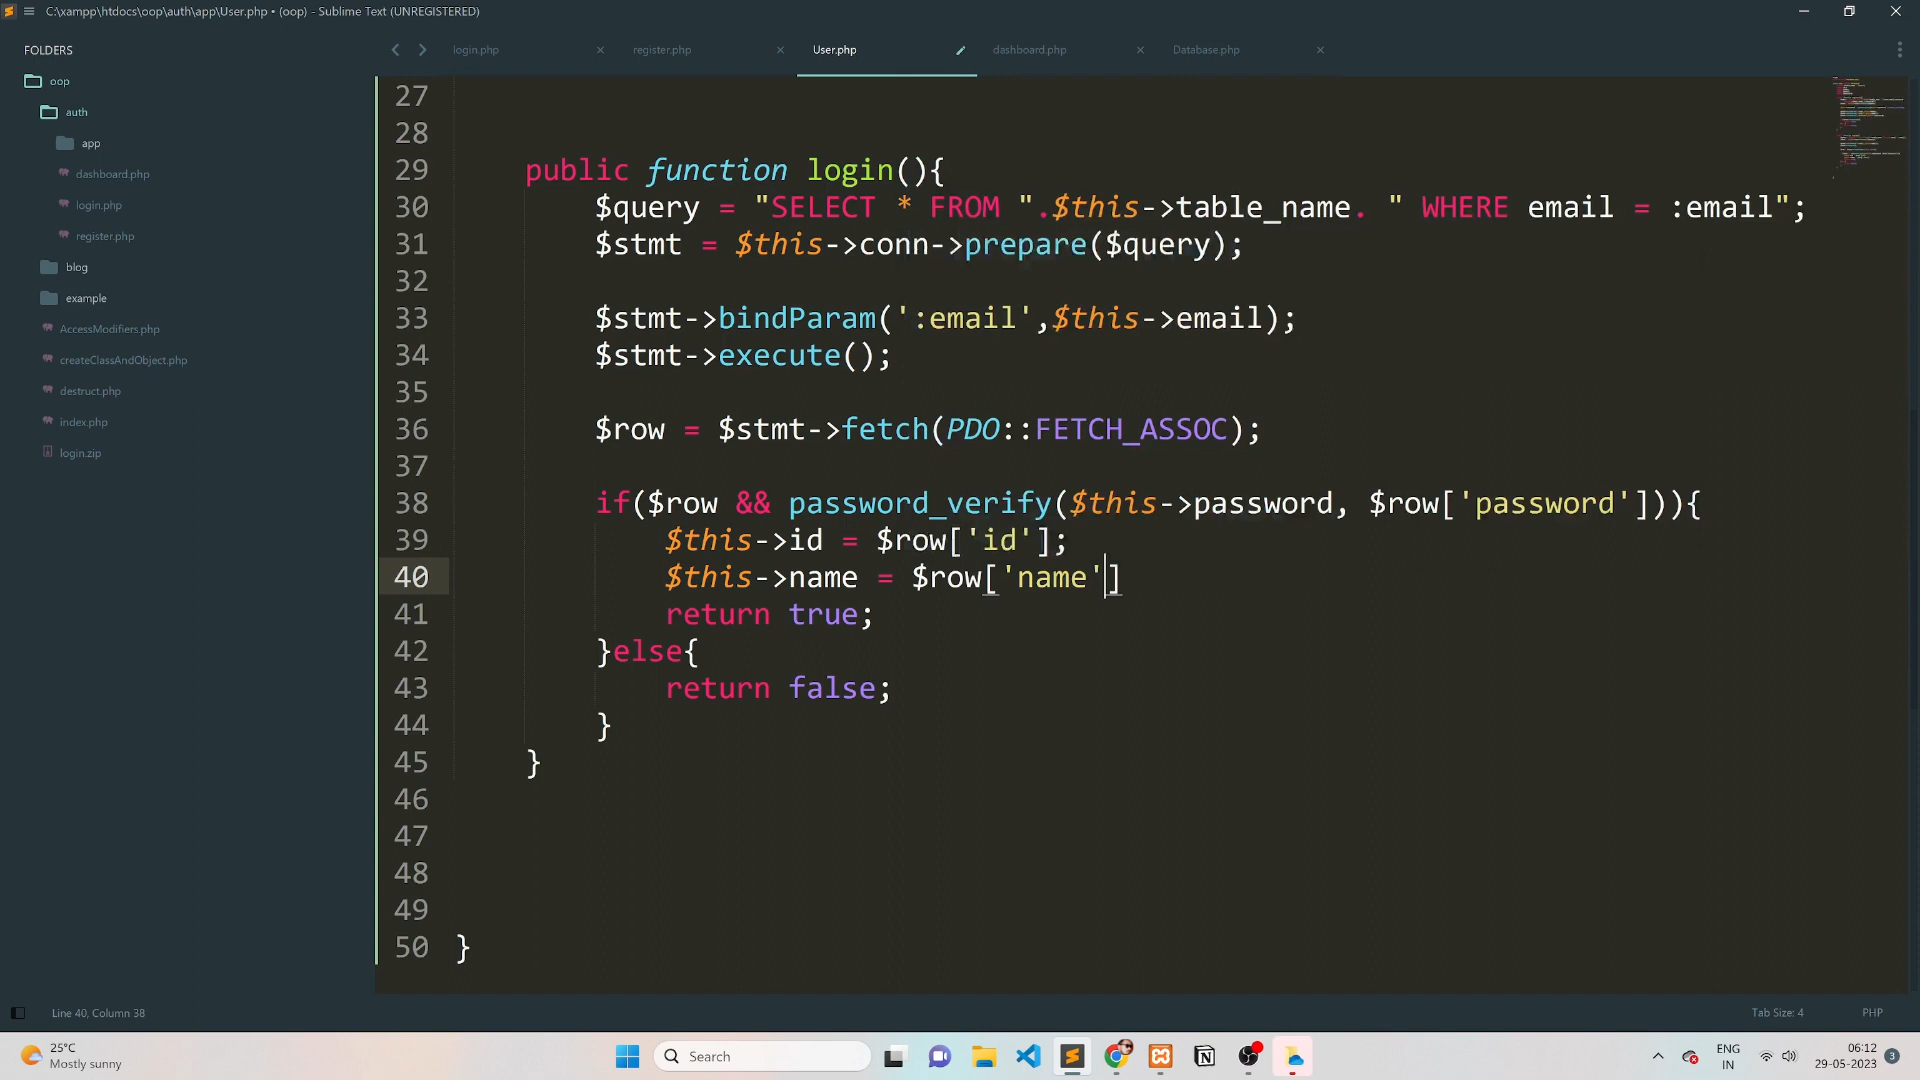 C:\xampp\htdocs\oop\auth\app\User.php • (oop) - Sublime Text (UNREGISTERED)
FOLDERS
oop
auth
app
dashboard.php
login.php
register.php
blog
example
AccessModifiers.php
createClassAndObject.php
destruct.php
index.php
login.zip
login.php
register.php
User.php
dashboard.php
Database.php
27
28
29 public function login(){
30 $query = "SELECT * FROM ".$this->table_name. " WHERE email = :email";
31 $stmt = $this->conn->prepare($query);
32
33 $stmt->bindParam(':email',$this->email);
34 $stmt->execute();
35
36 $row = $stmt->fetch(PDO::FETCH_ASSOC);
37
38 if($row && password_verify($this->password, $row['password'])){
39 $this->id = $row['id'];
40 $this->name = $row['name']
41 return true;
42 }else{
43 return false;
44 }
45 }
46
47
48
49
50 }
Line 40, Column 38
Tab Size: 4
PHP
25°C
Mostly sunny
Search
ENG
IN
06:12
29-05-2023
3